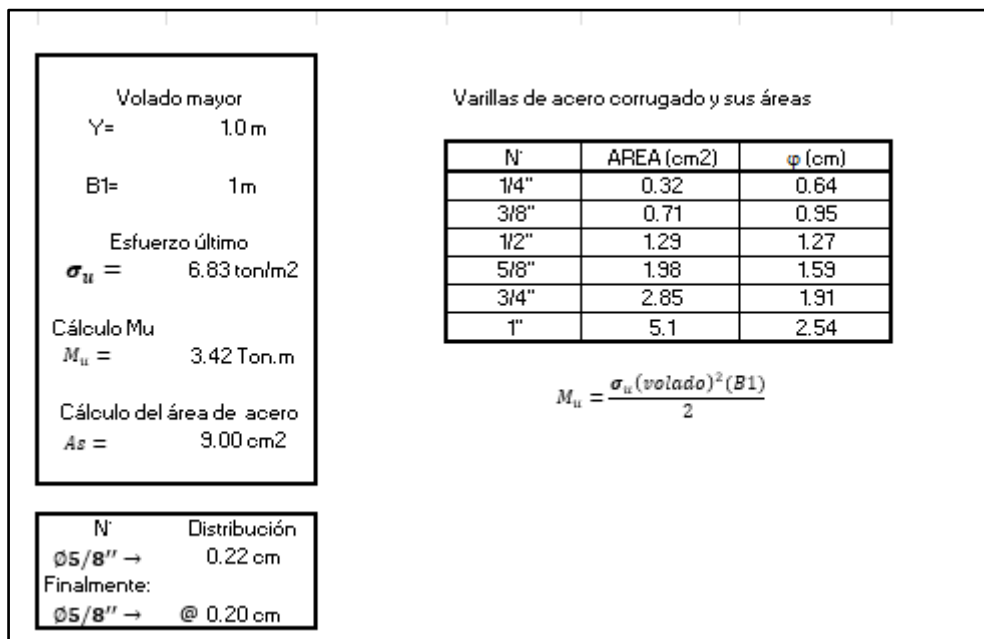 Volado mayor
Y= 1.0 m
B1= 1 m
Esfuerzo último
σu = 6.83 ton/m2
Cálculo Mu
Mu = 3.42 Ton.m
Cálculo del área de acero
As = 9.00 cm2
N° Distribución
Ø5/8" → 0.22 cm
Finalmente:
Ø5/8" → @ 0.20 cm
Varillas de acero corrugado y sus áreas
N° AREA (cm2) φ (cm)
1/4" 0.32 0.64
3/8" 0.71 0.95
1/2" 1.29 1.27
5/8" 1.98 1.59
3/4" 2.85 1.91
1" 5.1 2.54
Mu = σu(volado)²(B1) / 2